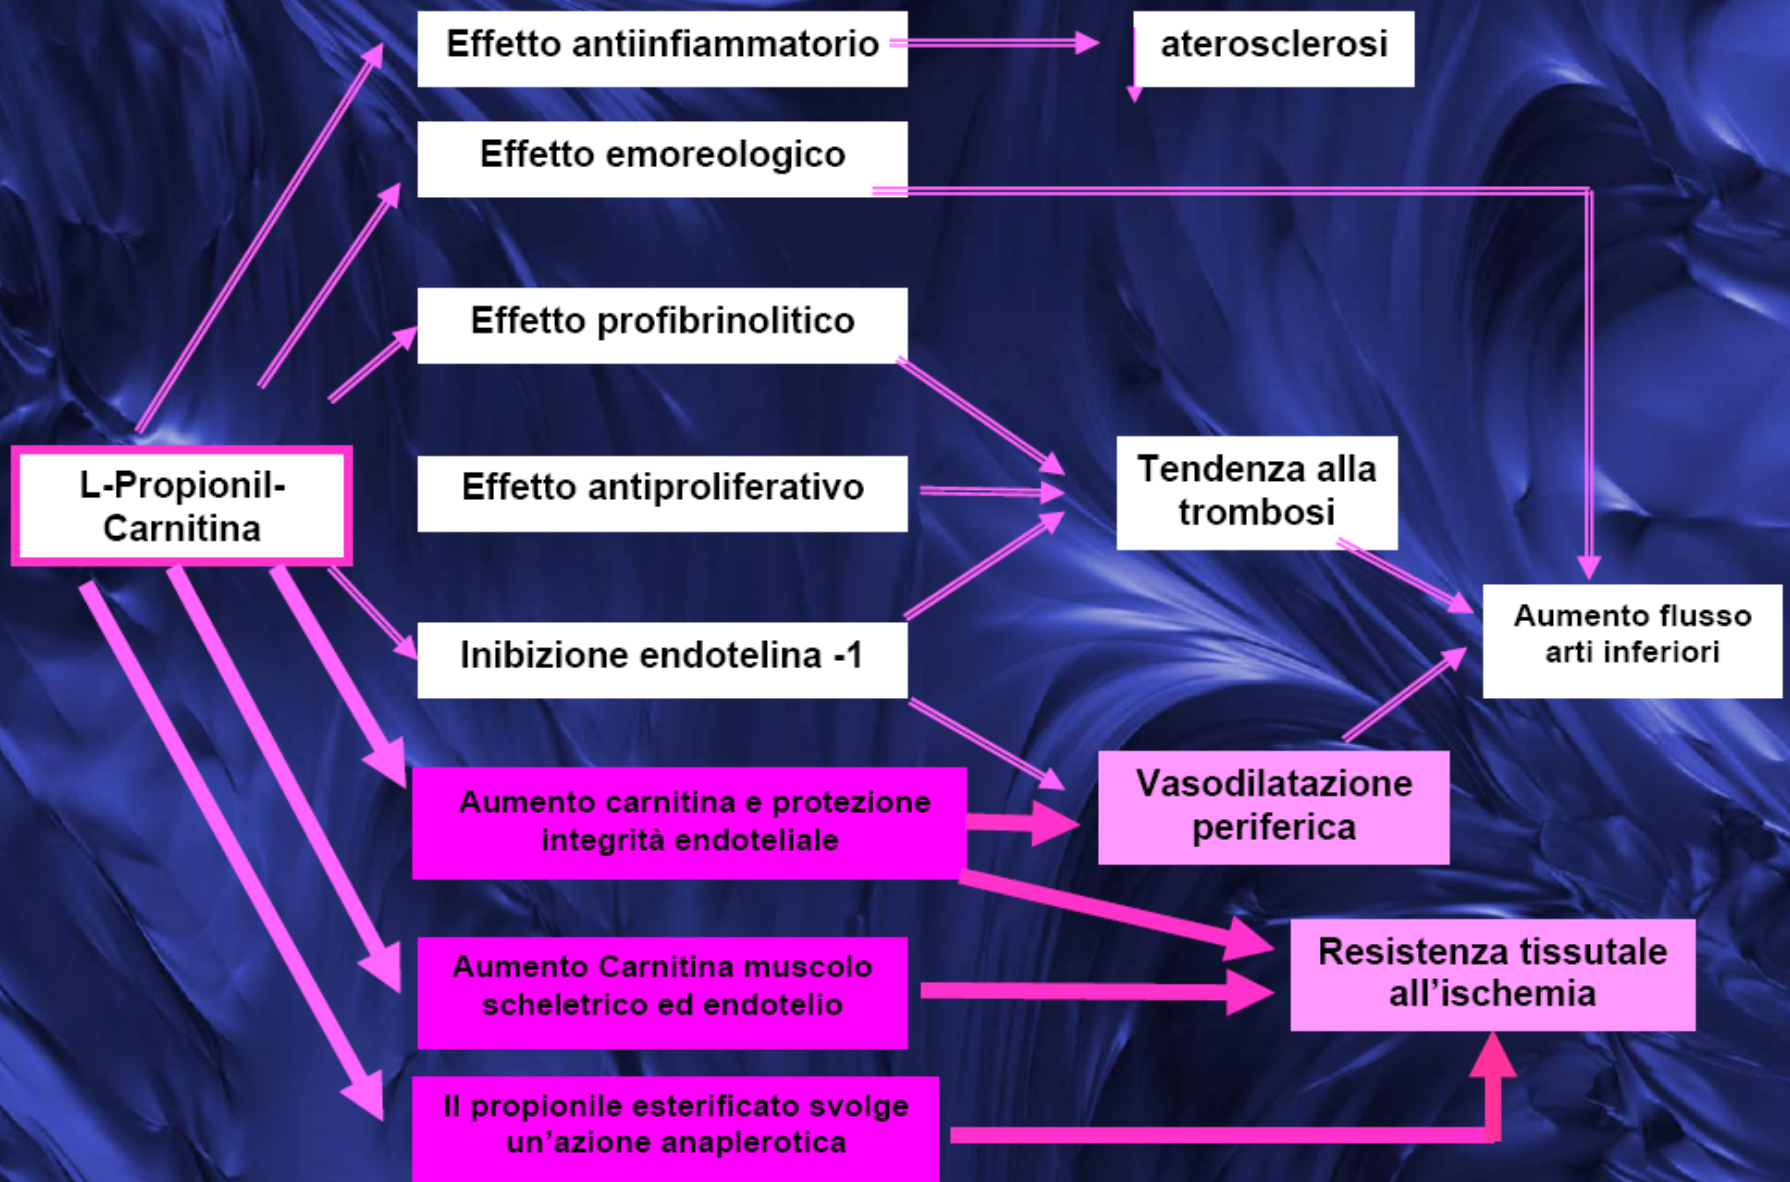 Effetto antiinfiammatorio
aterosclerosi
Effetto emoreologico
Effetto profibrinolitico
L-Propionil-
Carnitina
Effetto antiproliferativo
Tendenza alla
trombosi
Inibizione endotelina -1
Aumento flusso
arti inferiori
Aumento carnitina e protezione
integrità endoteliale
Vasodilatazione
periferica
Aumento Carnitina muscolo
scheletrico ed endotelio
Resistenza tissutale
all'ischemia
Il propionile esterificato svolge
un'azione anaplerotica